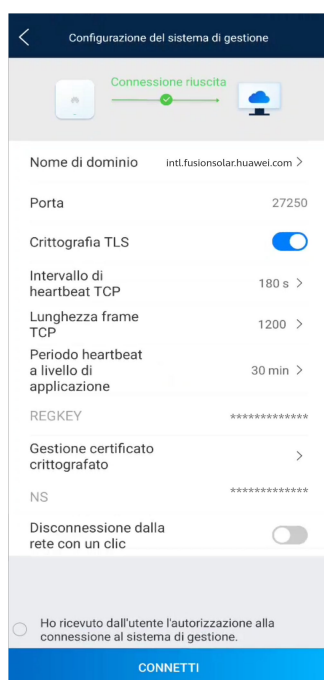 Configurazione del sistema di gestione
Connessione riuscita
Nome di dominio intl.fusionsolar.huawei.com >
Porta 27250
Crittografia TLS
Intervallo di
heartbeat TCP 180 s >
Lunghezza frame
TCP 1200 >
Periodo heartbeat
a livello di
applicazione 30 min >
REGKEY *************
Gestione certificato
crittografato >
NS *************
Disconnessione dalla
rete con un clic
Ho ricevuto dall'utente l'autorizzazione alla
connessione al sistema di gestione.
CONNETTI